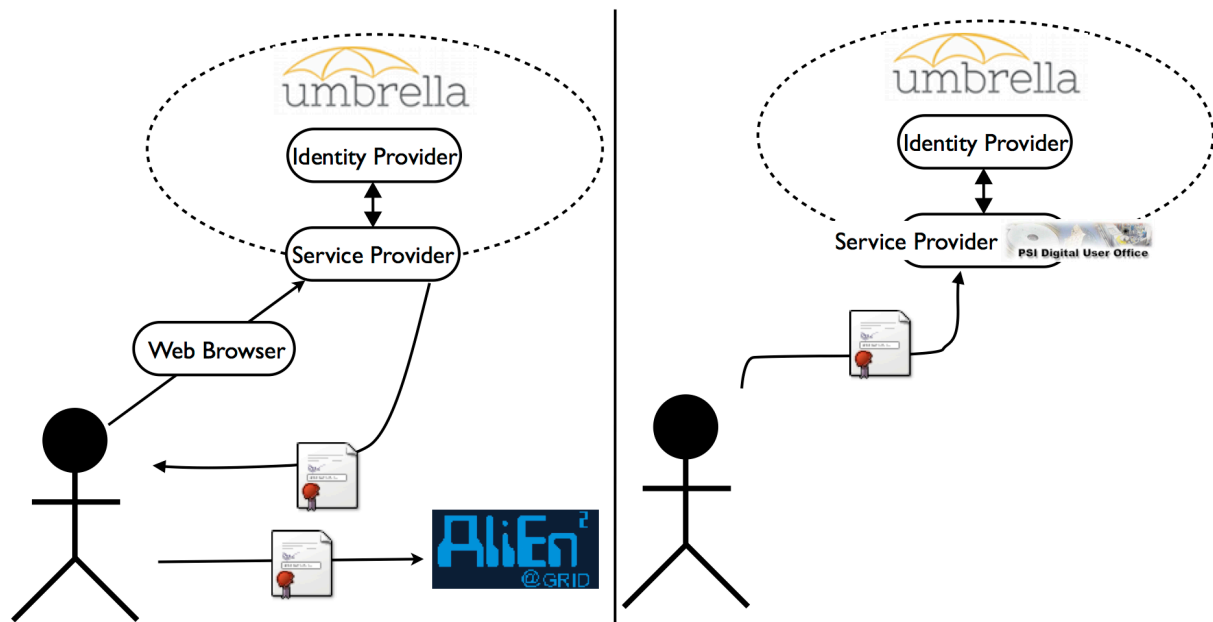 umbrella
Identity Provider
Service Provider
Web Browser
AliEn 2
@GRID
umbrella
Identity Provider
Service Provider
PSI Digital User Office